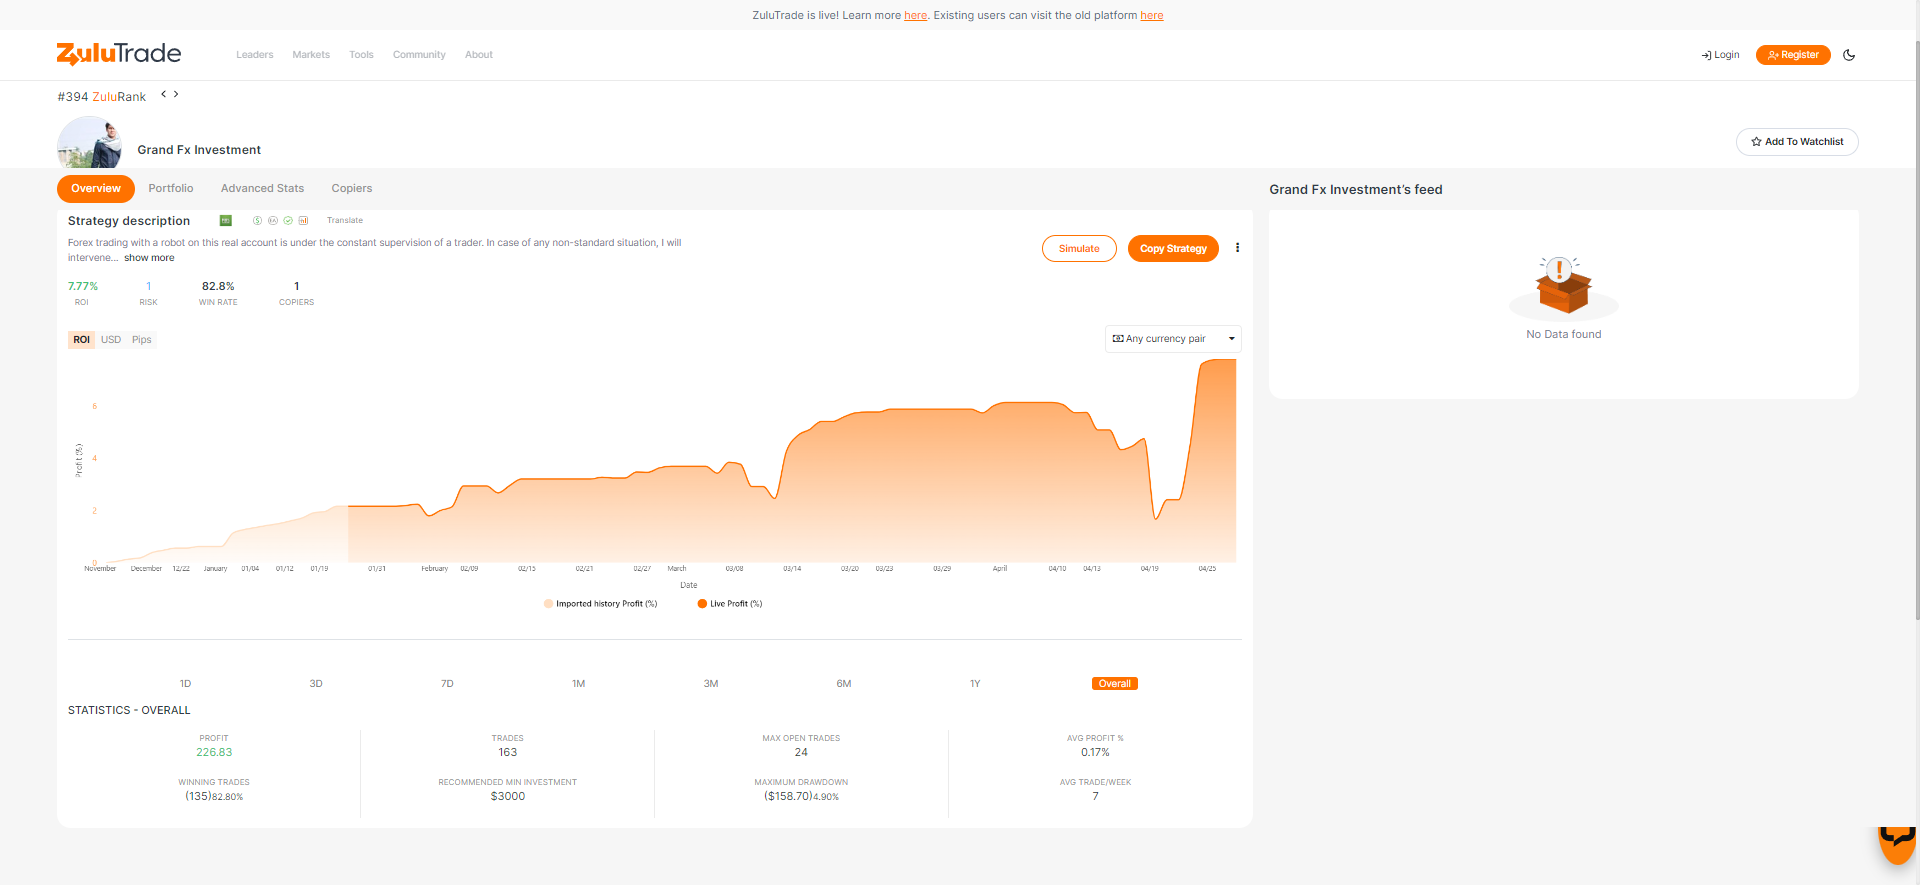 ZuluTrade is live! Learn more here. Existing users can visit the old platform here
ZuluTrade
Leaders
Markets
Tools
Community
About
Login
Register
#394 ZuluRank
Grand Fx Investment
Add To Watchlist
Overview
Portfolio
Advanced Stats
Copiers
Grand Fx Investment's feed
Strategy description
Translate
Forex trading with a robot on this real account is under the constant supervision of a trader. In case of any non-standard situation, I will
intervene... show more
Simulate
Copy Strategy
7.77%
1
82.8%
1
ROI
RISK
WIN RATE
COPIERS
No Data found
ROI
USD
Pips
Any currency pair
6
4
2
0
Profit (%)
November
December
12/22
January
01/04
01/12
01/19
01/31
February
02/09
02/15
02/21
02/27
March
03/08
03/14
03/20
03/23
03/29
April
04/10
04/13
04/19
04/25
Date
Imported history Profit (%)
Live Profit (%)
1D
3D
7D
1M
3M
6M
1Y
Overall
STATISTICS - OVERALL
PROFIT
226.83
TRADES
163
MAX OPEN TRADES
24
AVG PROFIT %
0.17%
WINNING TRADES
(135)82.80%
RECOMMENDED MIN INVESTMENT
$3000
MAXIMUM DRAWDOWN
($158.70)4.90%
AVG TRADE/WEEK
7